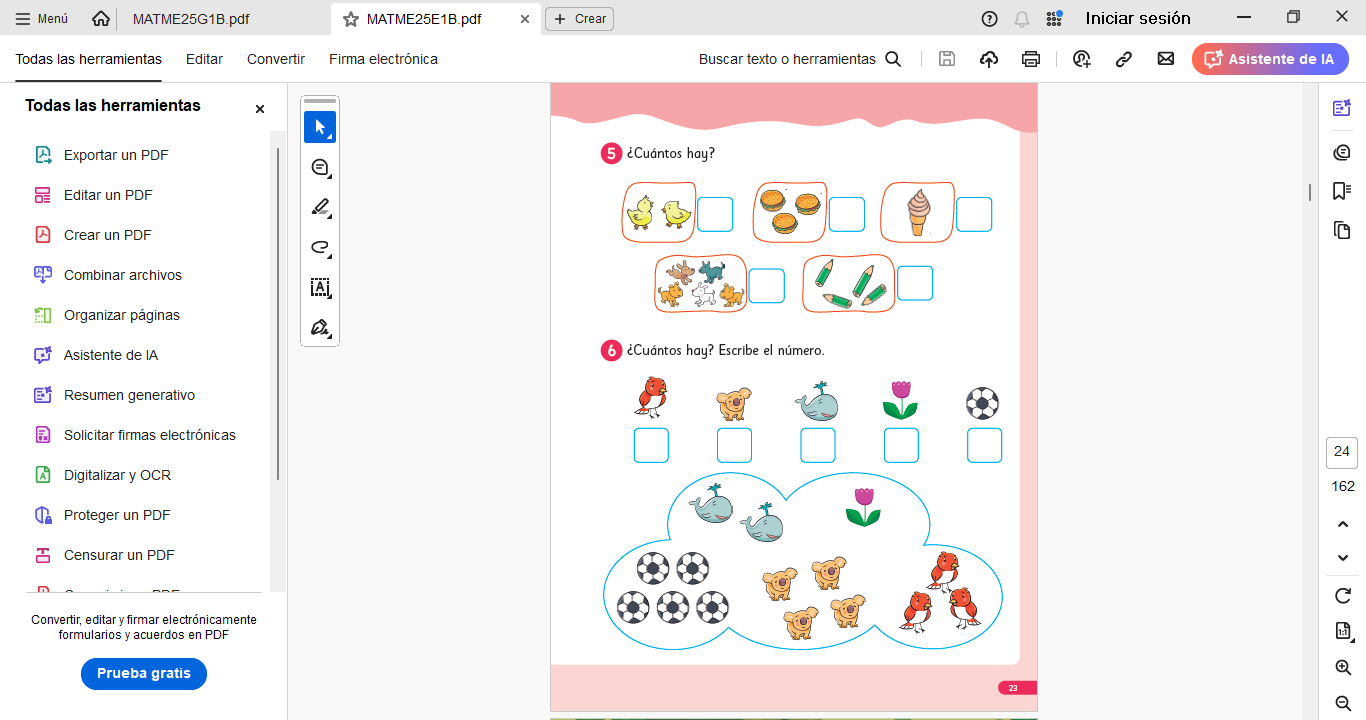 Menú
MATME25G1B.pdf
MATME25E1B.pdf
Crear
Iniciar sesión
Todas las herramientas
Editar
Convertir
Firma electrónica
Buscar texto o herramientas
Asistente de IA
Todas las herramientas
Exportar un PDF
Editar un PDF
Crear un PDF
Combinar archivos
Organizar páginas
Asistente de IA
Resumen generativo
Solicitar firmas electrónicas
Digitalizar y OCR
Proteger un PDF
Censurar un PDF
Convertir, editar y firmar electrónicamente
formularios y acuerdos en PDF
Prueba gratis
5 ¿Cuántos hay?
6 ¿Cuántos hay? Escribe el número.
23
24
162